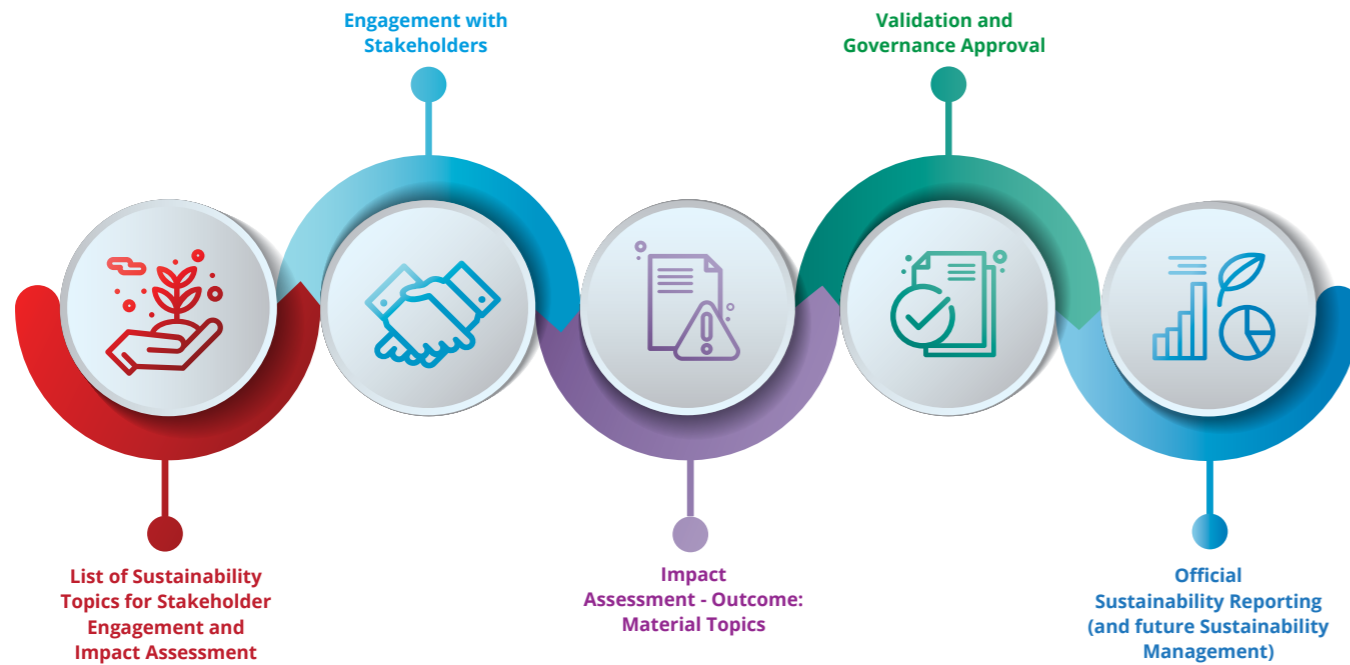 Engagement with
Stakeholders
Validation and
Governance Approval
List of Sustainability
Topics for Stakeholder
Engagement and
Impact Assessment
Impact
Assessment - Outcome:
Material Topics
Official
Sustainability Reporting
(and future Sustainability
Management)